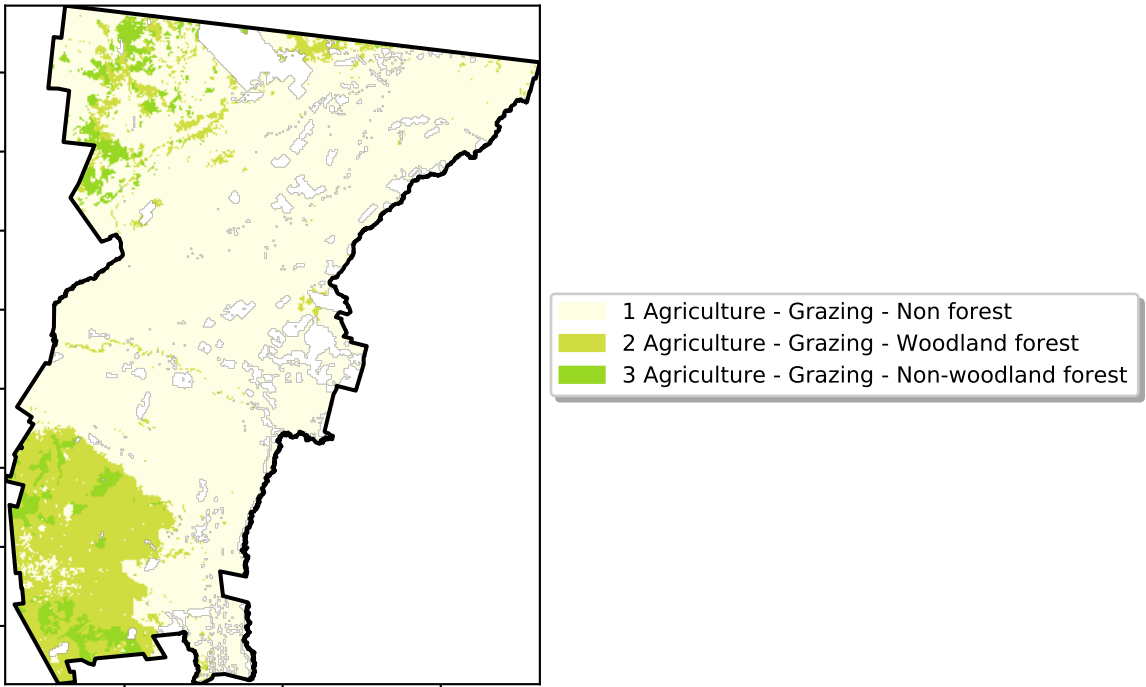 1 Agriculture - Grazing - Non forest
2 Agriculture - Grazing - Woodland forest
3 Agriculture - Grazing - Non-woodland forest